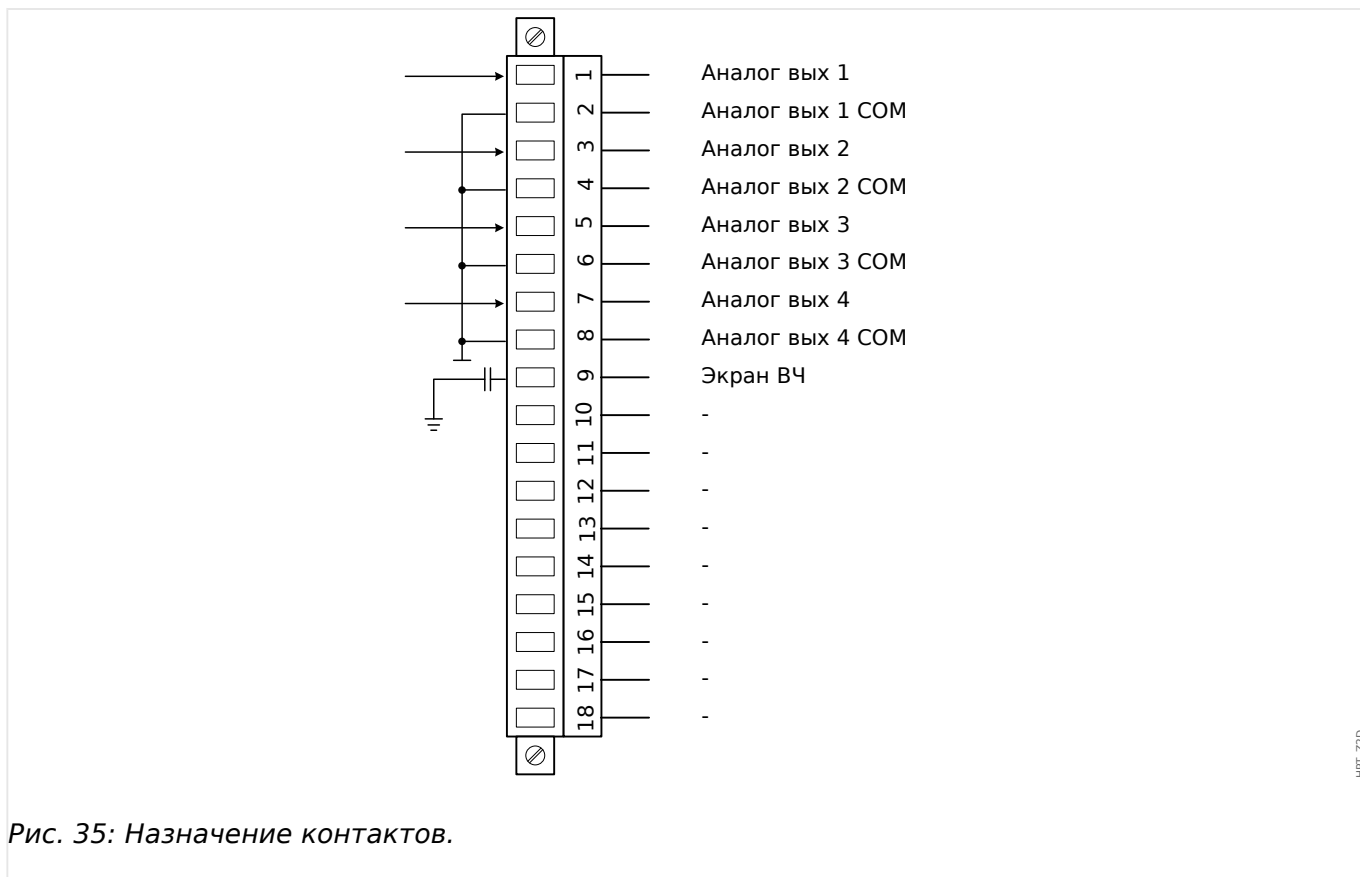 1 Аналог вых 1
2 Аналог вых 1 COM
3 Аналог вых 2
4 Аналог вых 2 COM
5 Аналог вых 3
6 Аналог вых 3 COM
7 Аналог вых 4
8 Аналог вых 4 COM
9 Экран ВЧ
10 -
11 -
12 -
13 -
14 -
15 -
16 -
17 -
18 -
Рис. 35: Назначение контактов.